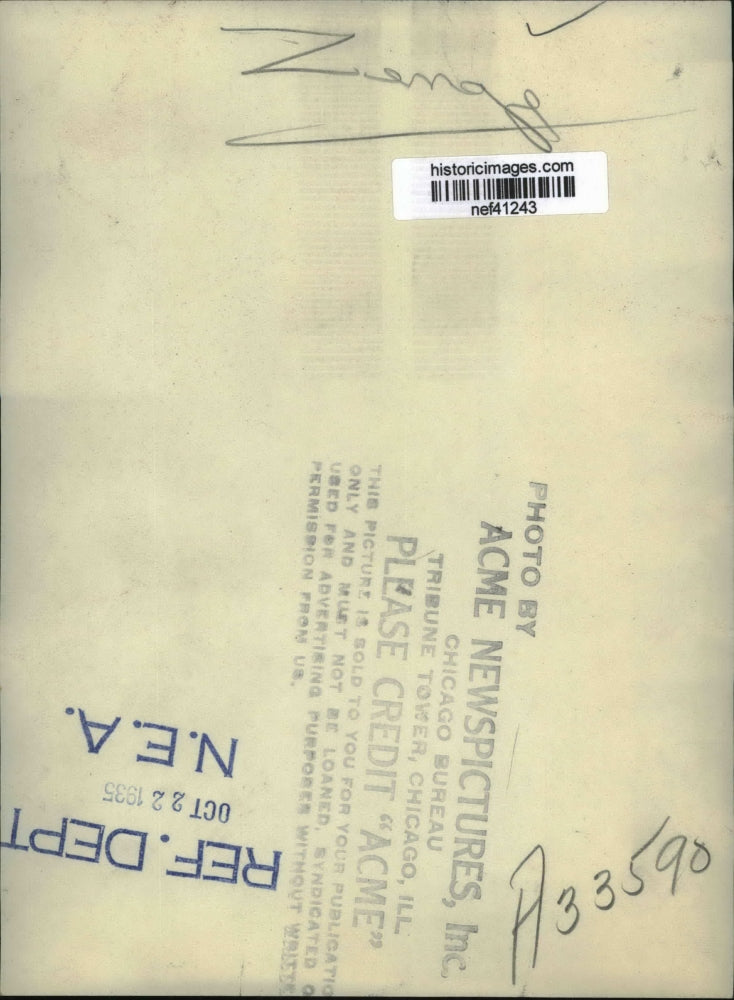 historicimages.com
nef41243
PHOTO BY
ACME NEWSPICTURES, Inc.
CHICAGO BUREAU
TRIBUNE TOWER, CHICAGO, ILL.
PLEASE CREDIT “ACME”
THIS PICTURE IS SOLD TO YOU FOR YOUR PUBLICATIO
ONLY AND MUST NOT BE LOANED, SYNDICATED O
USED FOR ADVERTISING PURPOSES WITHOUT WRITTE
PERMISSION FROM US.
REF. DEPT
OCT 22 1935
N.E.A.
A33590